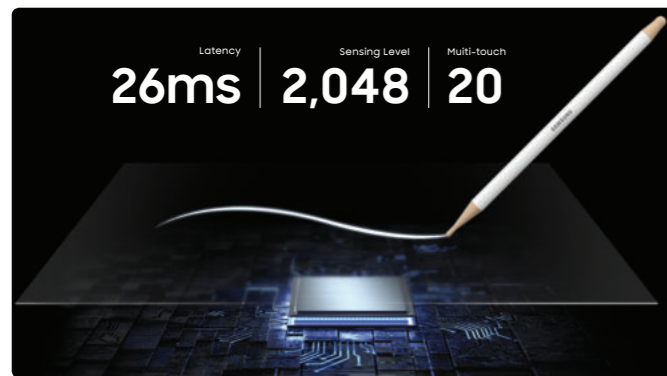 Latency
26ms
Sensing Level
2,048
Multi-touch
20
SAMSUNG